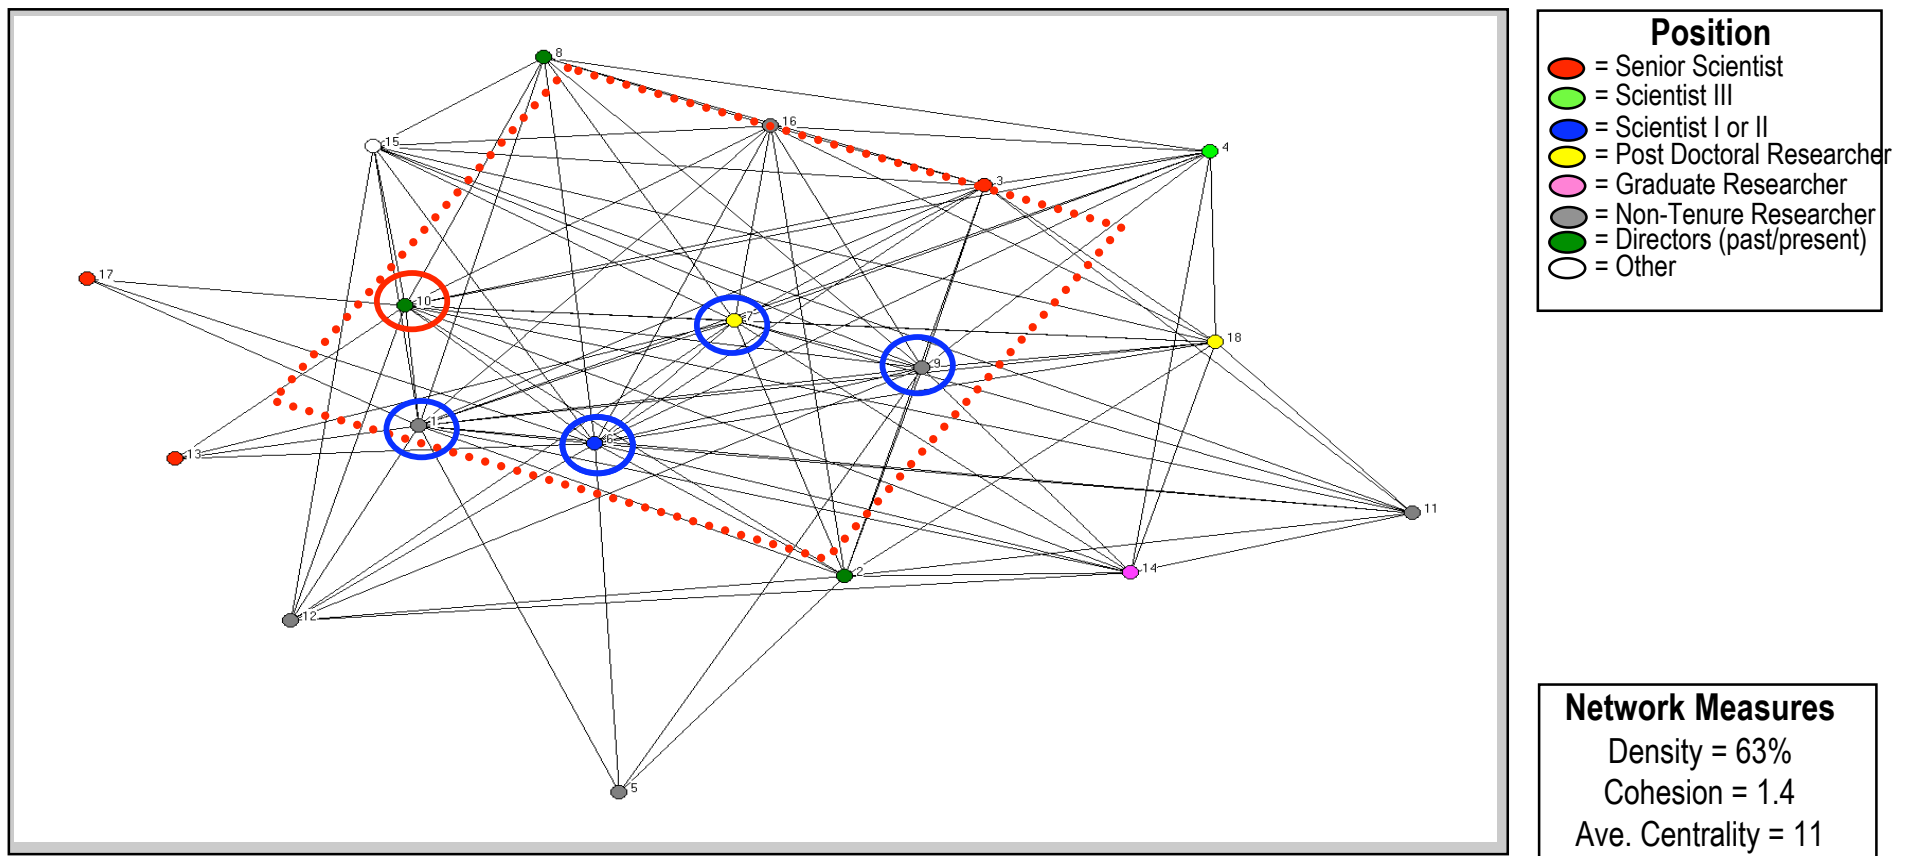 8
16
15
4
3
17
10
7
18
9
1
6
13
11
2
14
12
5
Position
= Senior Scientist
= Scientist III
= Scientist I or II
= Post Doctoral Researcher
= Graduate Researcher
= Non-Tenure Researcher
= Directors (past/present)
= Other
Network Measures
Density = 63%
Cohesion = 1.4
Ave. Centrality = 11